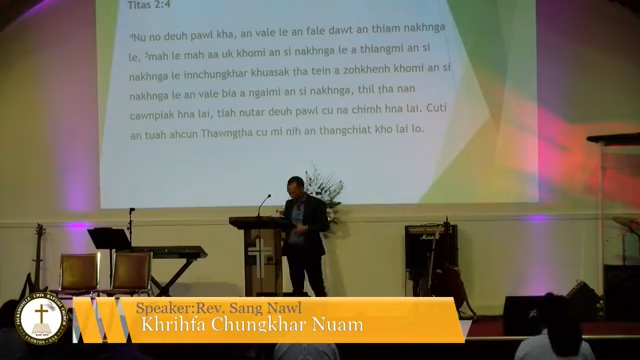 Titas 2:4
⁴Nu no deuh pawl kha, an vale le an fale dawt an thiam nakhnga
le, ⁵mah le mah aa uk khomi an si nakhnga le a thiangmi an si
nakhnga le innchungkhar khuasak ṭha tein a zohkhenh khomi an si
nakhnga le an vale bia a ngaimi an si nakhnga, thil ṭha nan
cawnpiak hna lai, tiah nutar deuh pawl cu na chimh hna lai. Cuti
an tuah ahcun Thawngṭha cu mi nih an thangchiat kho lai lo.
Marshall
Speaker:Rev. Sang Nawl
Khrihfa Chungkhar Nuam